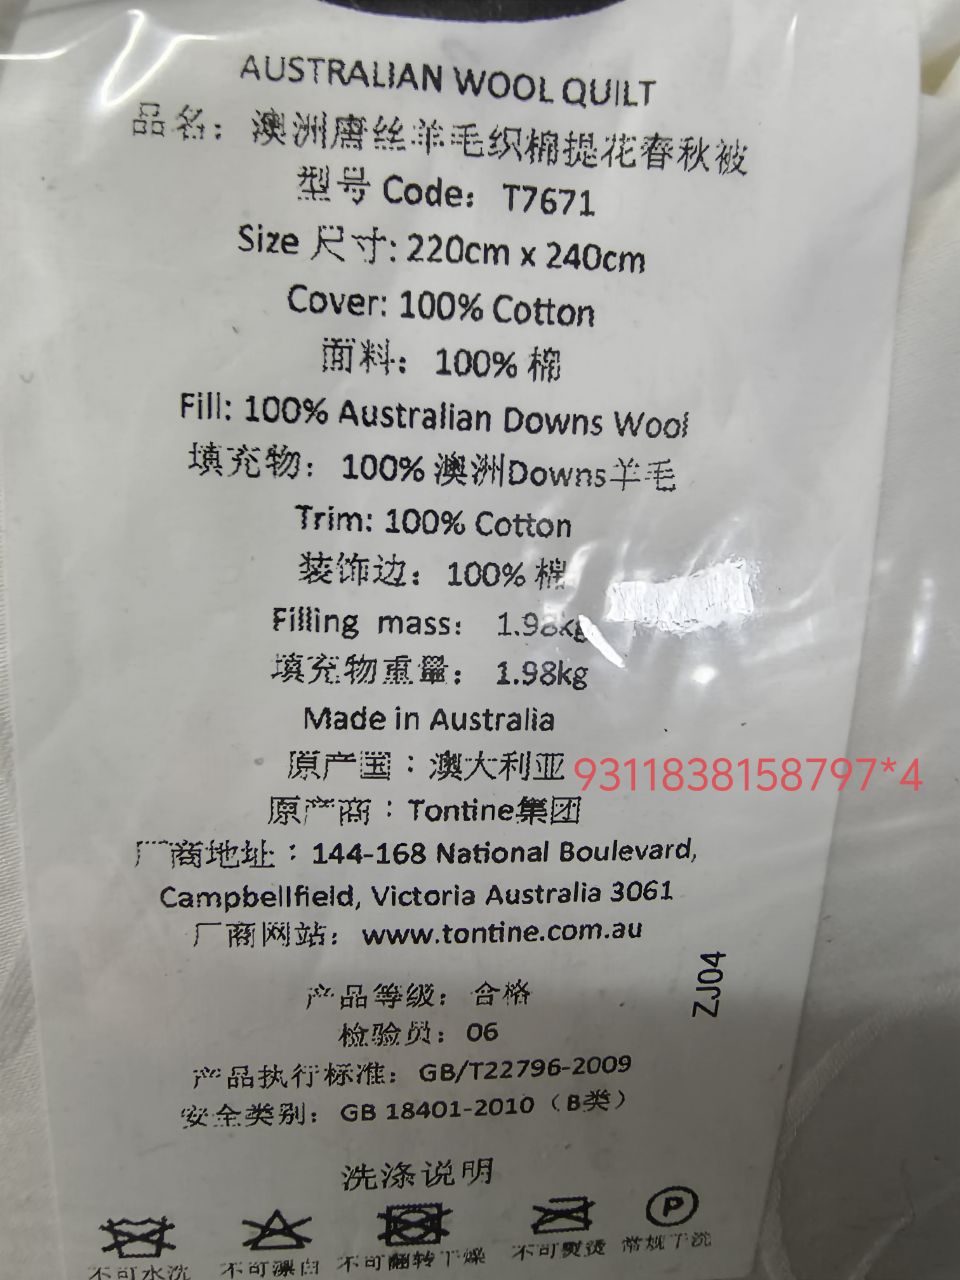 AUSTRALIAN WOOL QUILT
品名：澳洲唐丝羊毛织棉提花春秋被
型号 Code： T7671
Size 尺寸: 220cm x 240cm
Cover: 100% Cotton
面料： 100% 棉
Fill: 100% Australian Downs Wool
填充物： 100% 澳洲Downs羊毛
Trim: 100% Cotton
装饰边： 100% 棉
Filling mass： 1.98kg
填充物重量： 1.98kg
Made in Australia
原产国：澳大利亚
9311838158797*4
原产商：Tontine集团
厂商地址：144-168 National Boulevard,
Campbellfield, Victoria Australia 3061
厂商网站： www.tontine.com.au
ZJ04
产品等级： 合格
检验员：06
产品执行标准： GB/T22796-2009
安全类别： GB 18401-2010（B类）
洗涤说明
P
不可水洗 不可漂白 不可翻转干燥 不可熨烫 常规干洗